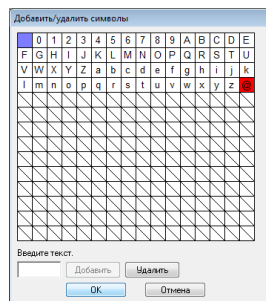 Добавить/удалить символы
0 1 2 3 4 5 6 7 8 9 A B C D E
F G H I J K L M N O P Q R S T U
V W X Y Z a b c d e f g h i j k
l m n o p q r s t u v w x y z @
Введите текст.
Добавить Удалить
OK Отмена